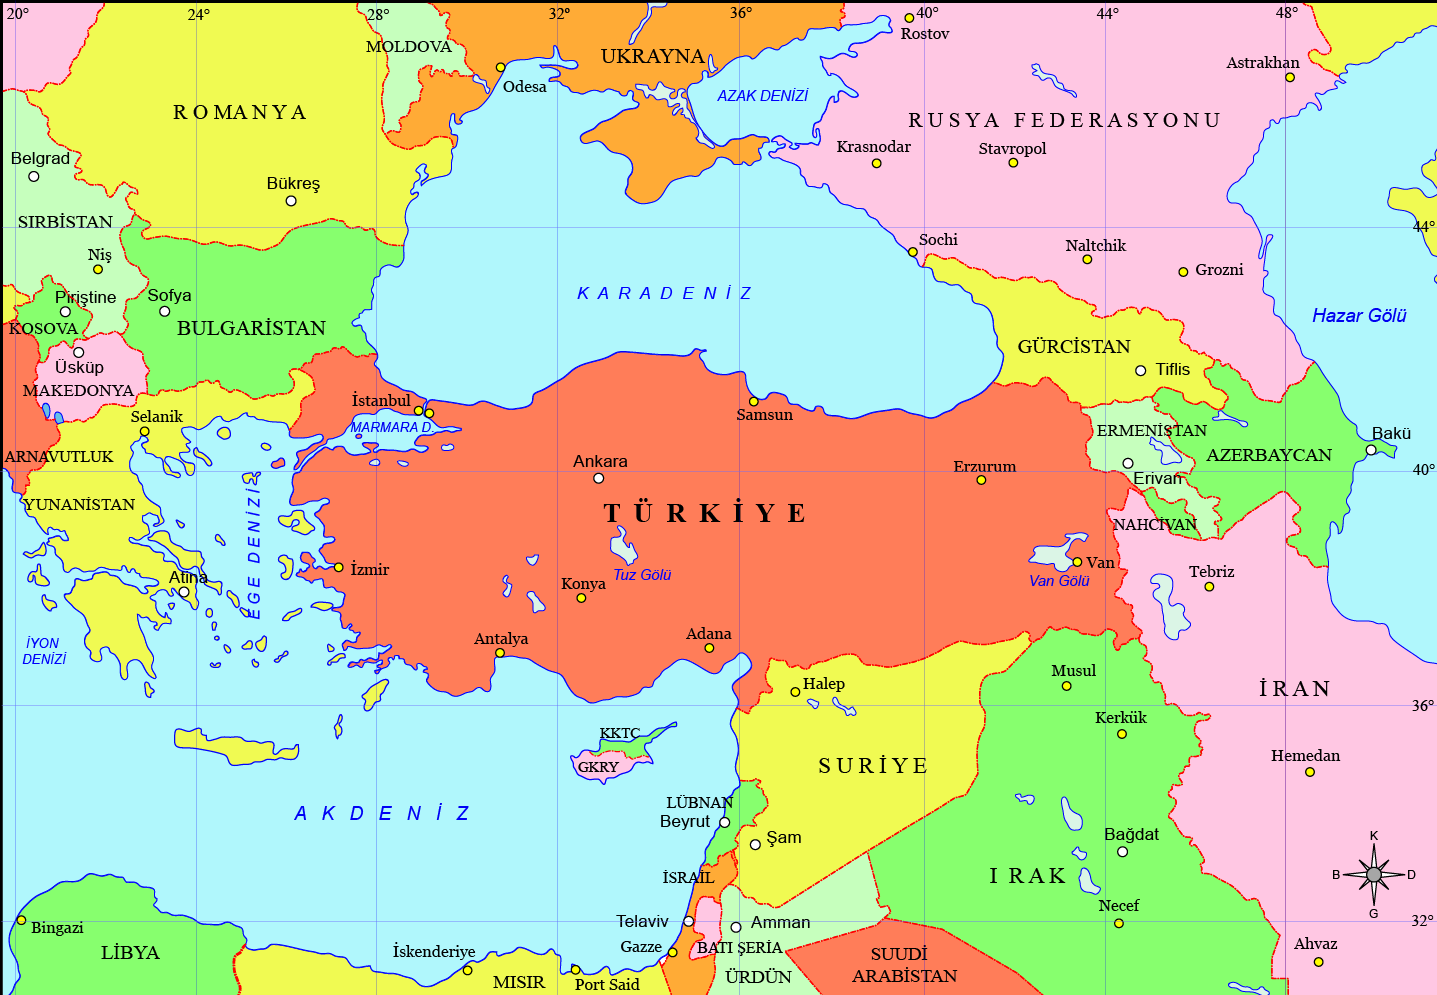 20°
24°
28°
32°
36°
40°
44°
48°
MOLDOVA
UKRAYNA
Rostov
Astrakhan
Odesa
AZAK DENİZİ
ROMANYA
RUSYA FEDERASYONU
Krasnodar
Stavropol
Belgrad
Bükreş
SIRBİSTAN
44°
Sochi
Naltchik
Grozni
Niş
KARADENİZ
Piriştine
Sofya
Hazar Gölü
KOSOVA
BULGARİSTAN
GÜRCİSTAN
Tiflis
Üsküp
MAKEDONYA
İstanbul
Samsun
Selanik
MARMARA D.
ERMENİSTAN
Bakü
ARNAVUTLUK
Ankara
Erzurum
AZERBAYCAN
40°
Erivan
YUNANİSTAN
EGE DENİZİ
TÜRKİYE
NAHCİVAN
İzmir
Tuz Gölü
Van
Van Gölü
Tebriz
Atina
Konya
İYON
DENİZİ
Antalya
Adana
Musul
Halep
İRAN
36°
Kerkük
KKTC
GKRY
SURİYE
Hemedan
AKDENİZ
LÜBNAN
Beyrut
Şam
Bağdat
K
B
D
G
İSRAİL
IRAK
Necef
Telaviv
Amman
32°
Bingazi
Gazze
BATI ŞERİA
Ahvaz
LİBYA
İskenderiye
SUUDİ
ARABİSTAN
MISIR
Port Said
ÜRDÜN